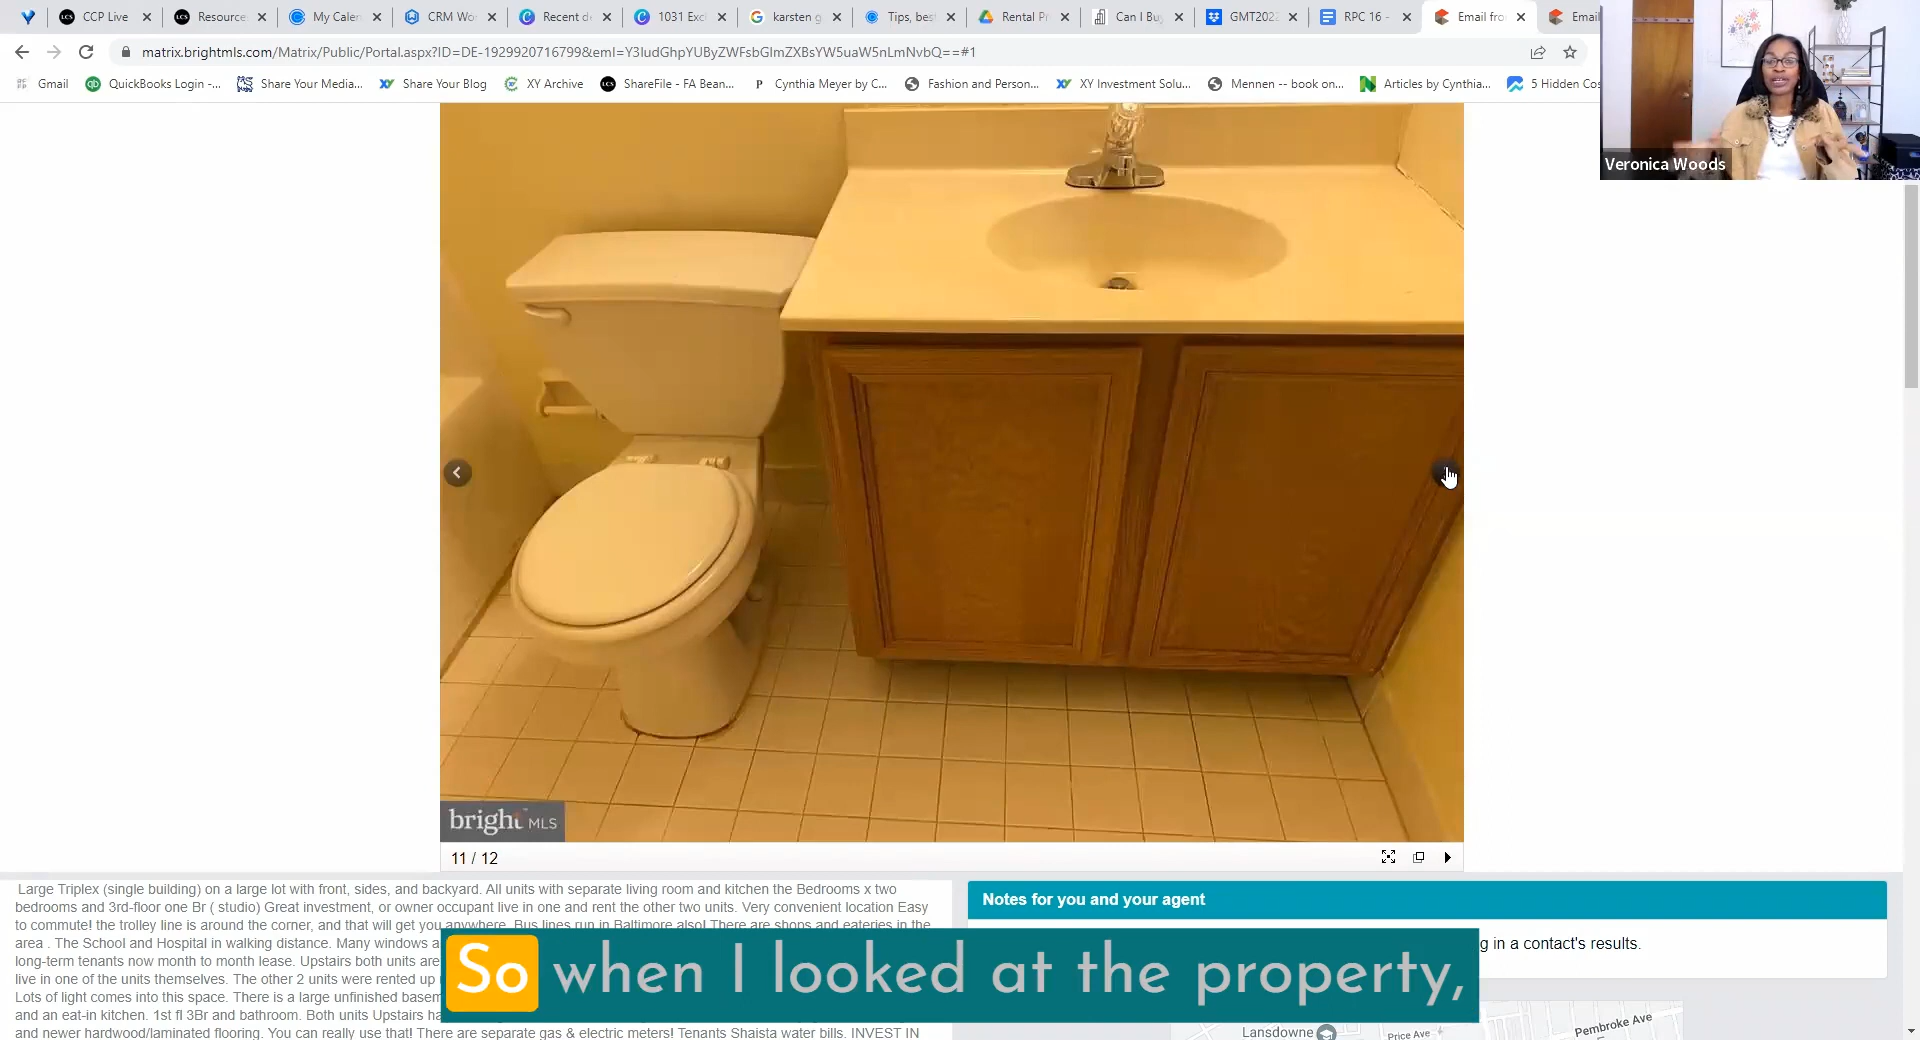 CCP Live
Resource
My Caler
CRM Wo
Recent d
1031 Exc
karsten g
Tips, bes
Rental Pr
Can I Bu
GMT202
RPC 16 -
Email fro
Email
matrix.brightmls.com/Matrix/Public/Portal.aspx?ID=DE-1929920716799&eml=Y3IudGhpYUByZWFsbGlmZXBsYW5uaW5nLmNvbQ==#1
Gmail
QuickBooks Login -...
Share Your Media...
Share Your Blog
XY Archive
ShareFile - FA Bean...
Cynthia Meyer by C...
Fashion and Person...
XY Investment Solu...
Mennen -- book on...
Articles by Cynthia...
5 Hidden Cos
Veronica Woods
bright MLS
11 / 12
Large Triplex (single building) on a large lot with front, sides, and backyard. All units with separate living room and kitchen the Bedrooms x two
bedrooms and 3rd-floor one Br ( studio) Great investment, or owner occupant live in one and rent the other two units. Very convenient location Easy
to commute! the trolley line is around the corner, and that will get you anywhere. Bus lines run in Baltimore also! There are shops and eateries in the
area . The School and Hospital in walking distance. Many windows a
long-term tenants now month to month lease. Upstairs both units are
live in one of the units themselves. The other 2 units were rented up
Lots of light comes into this space. There is a large unfinished basem
and an eat-in kitchen. 1st fl 3Br and bathroom. Both units Upstairs ha
and newer hardwood/laminated flooring. You can really use that! There are separate gas & electric meters! Tenants Shaista water bills. INVEST IN
Notes for you and your agent
g in a contact's results.
So when I looked at the property,
Lansdowne
Price Ave
Pembroke Ave